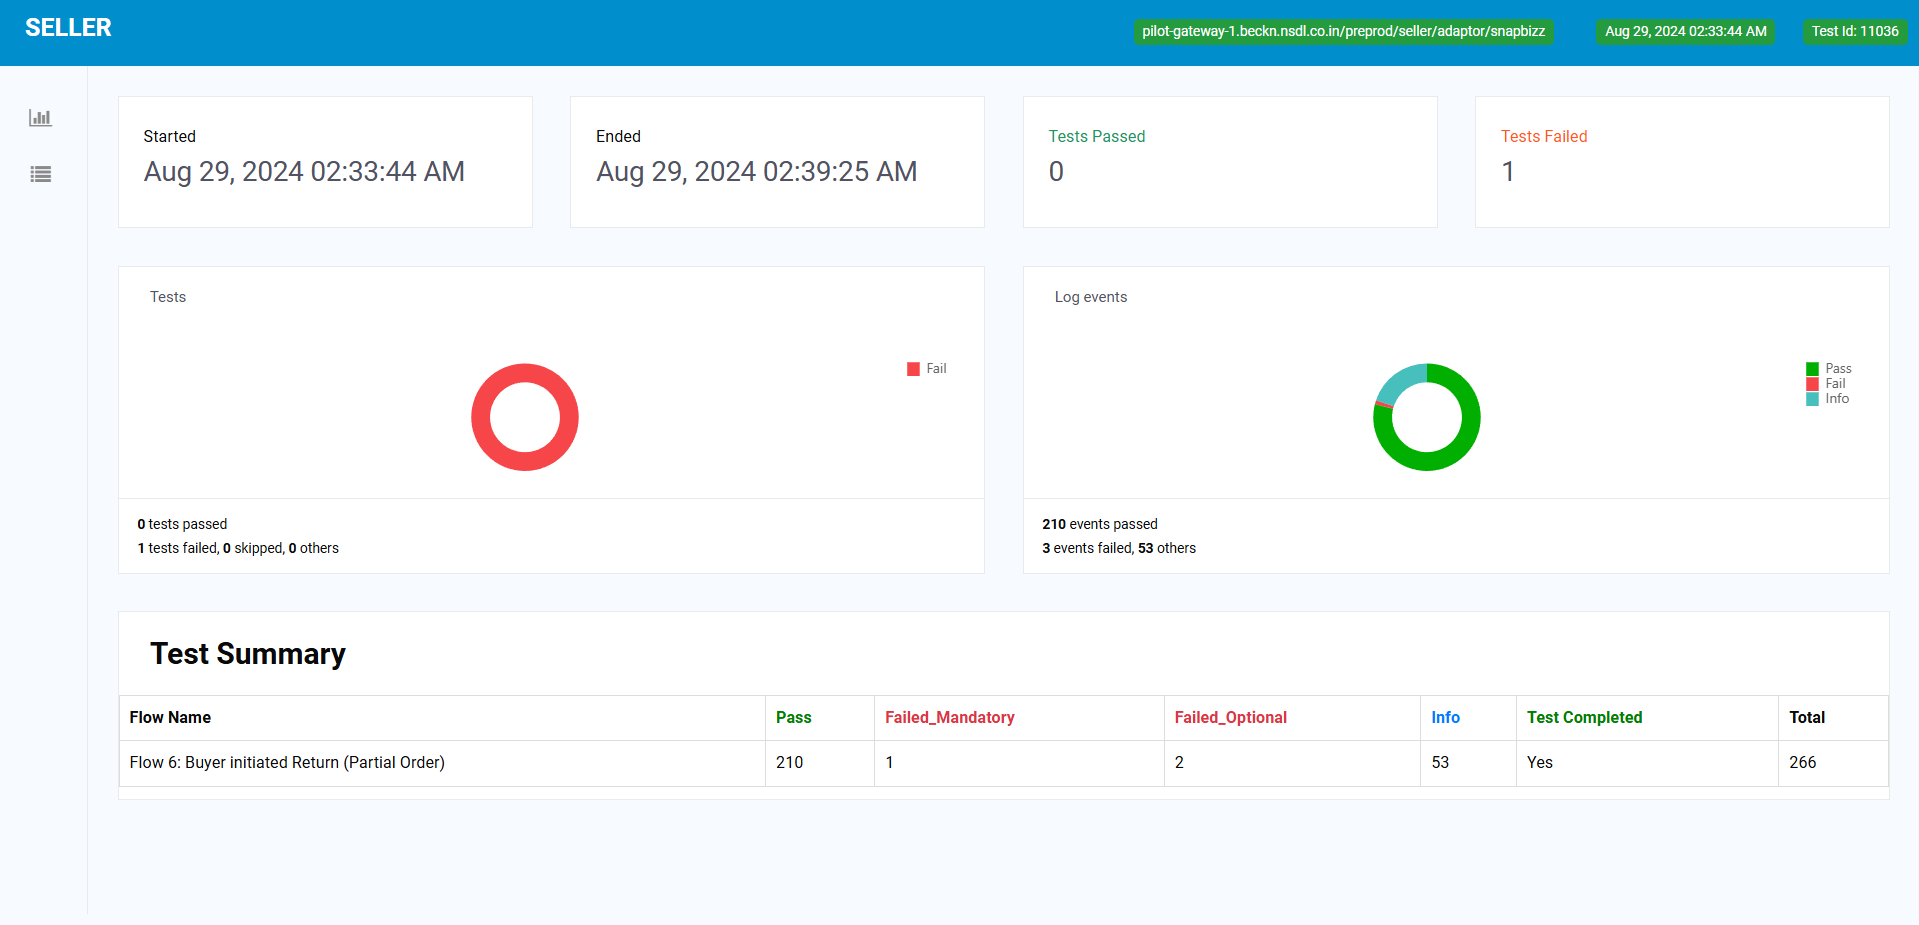 SELLER
pilot-gateway-1.beckn.nsdl.co.in/preprod/seller/adaptor/snapbizz
Aug 29, 2024 02:33:44 AM
Test Id: 11036
Started
Aug 29, 2024 02:33:44 AM
Ended
Aug 29, 2024 02:39:25 AM
Tests Passed
0
Tests Failed
1
Tests
Fail
0 tests passed
1 tests failed, 0 skipped, 0 others
Log events
Pass
Fail
Info
210 events passed
3 events failed, 53 others
Test Summary
Flow Name Pass Failed_Mandatory Failed_Optional Info Test Completed Total
Flow 6: Buyer initiated Return (Partial Order) 210 1 2 53 Yes 266